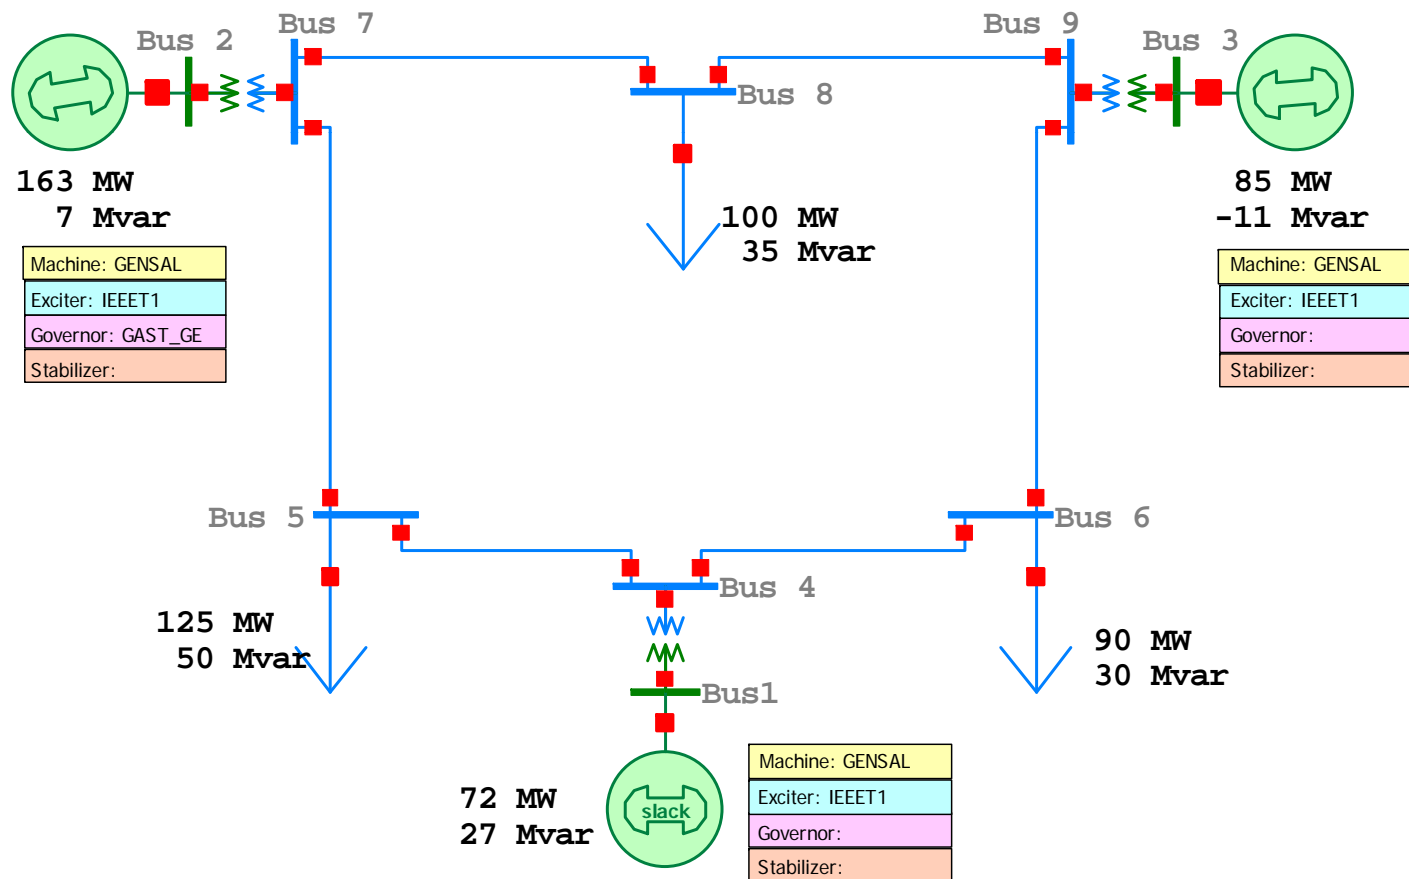 Bus 2
Bus 7
Bus 9
Bus 3
Bus 8
163 MW
7 Mvar
85 MW
-11 Mvar
100 MW
35 Mvar
Machine: GENSAL
Exciter: IEEET1
Governor: GAST_GE
Stabilizer:
Machine: GENSAL
Exciter: IEEET1
Governor:
Stabilizer:
Bus 5
Bus 6
Bus 4
125 MW
50 Mvar
90 MW
30 Mvar
Bus1
72 MW
27 Mvar
slack
Machine: GENSAL
Exciter: IEEET1
Governor:
Stabilizer: